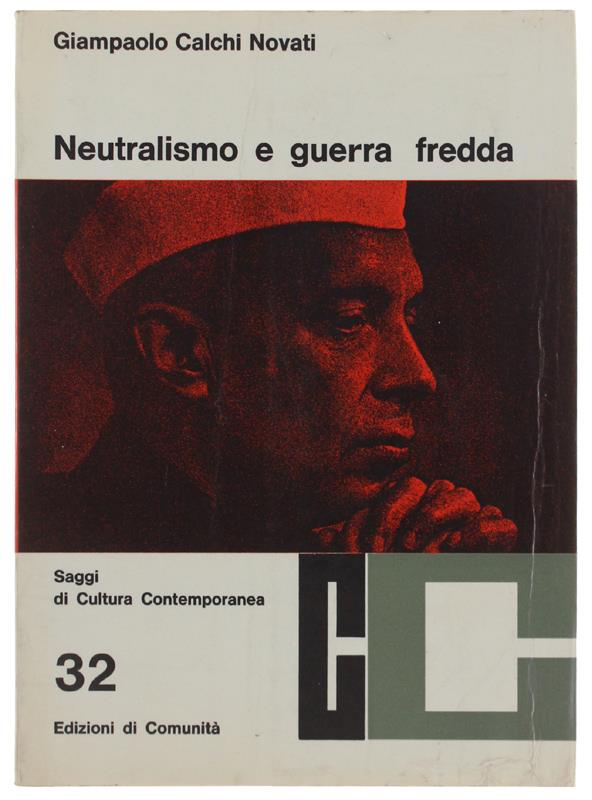 Giampaolo Calchi Novati
Neutralismo e guerra fredda
Saggi
di Cultura Contemporanea
32
Edizioni di Comunità